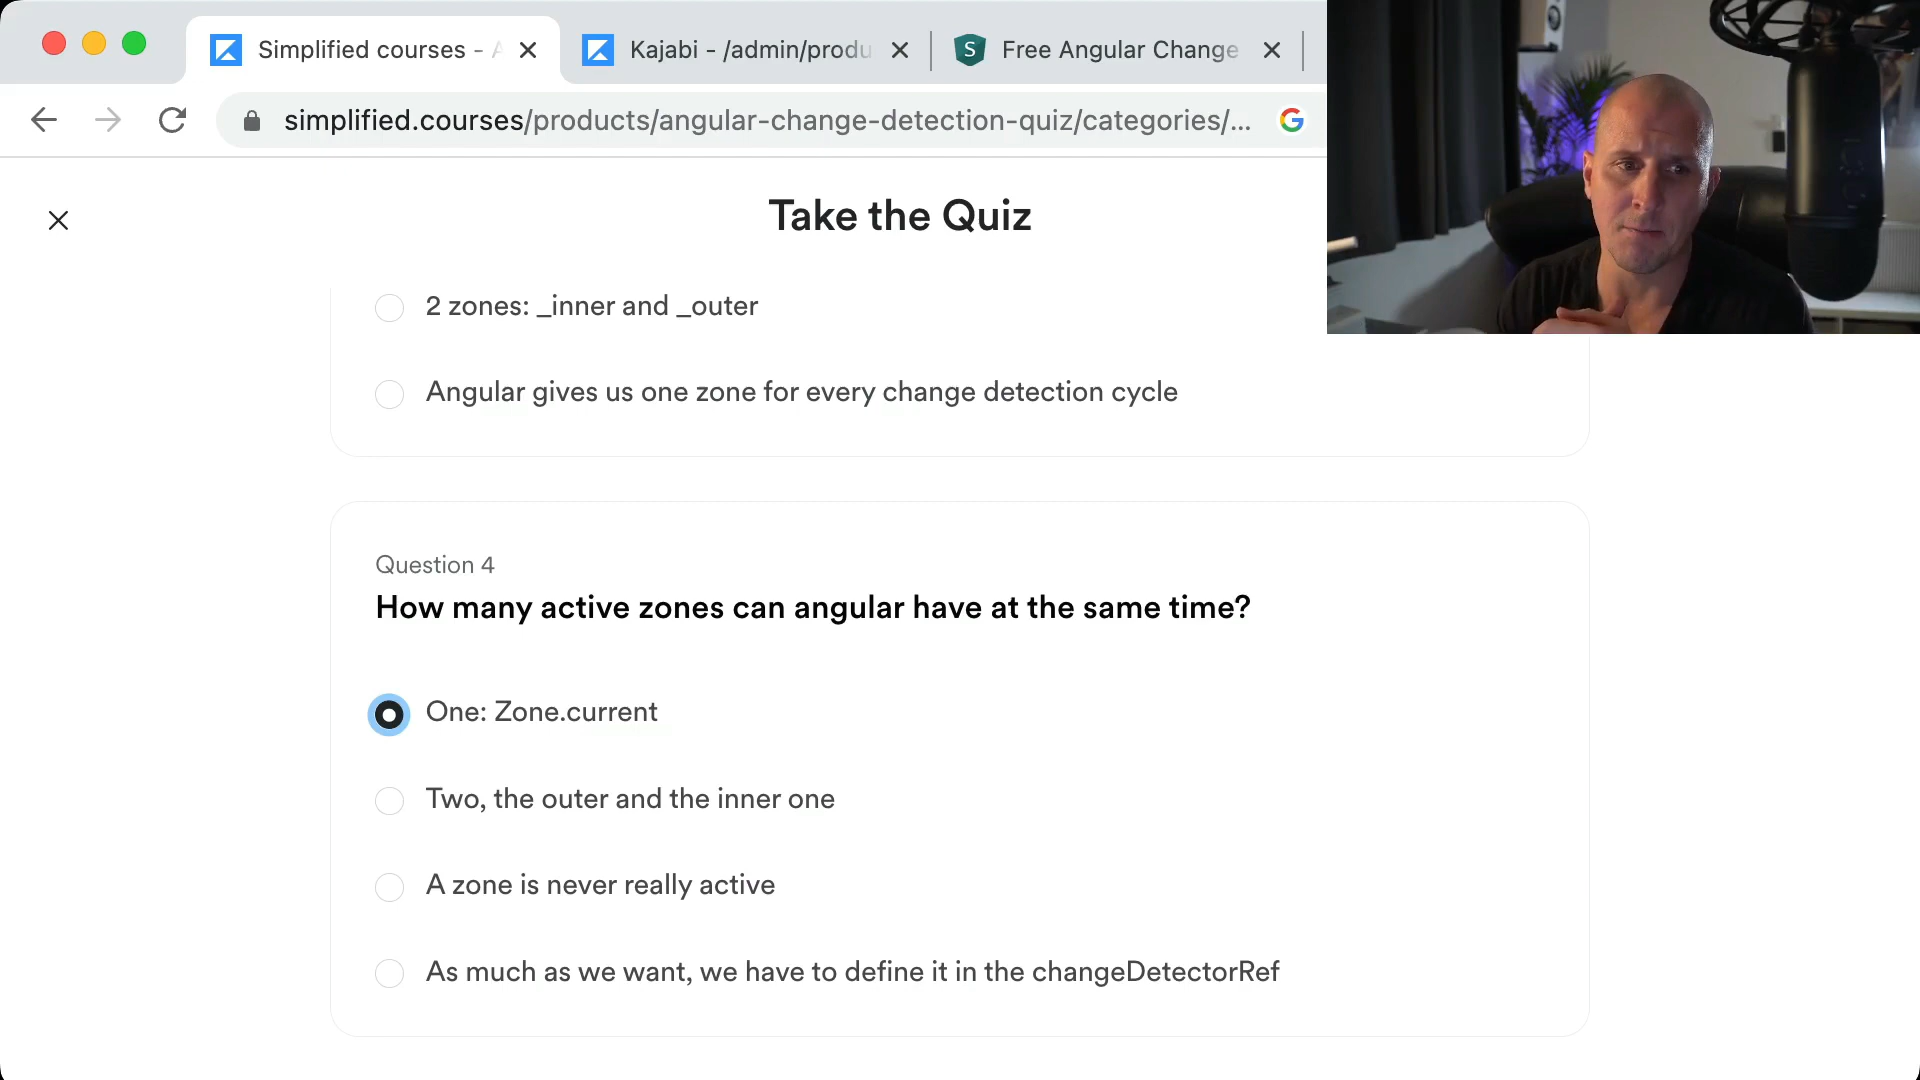 Simplified courses - A
Kajabi - /admin/produ
S
Free Angular Change
simplified.courses/products/angular-change-detection-quiz/categories/...
G
Take the Quiz
2 zones: _inner and _outer
Angular gives us one zone for every change detection cycle
Question 4
How many active zones can angular have at the same time?
One: Zone.current
Two, the outer and the inner one
A zone is never really active
As much as we want, we have to define it in the changeDetectorRef